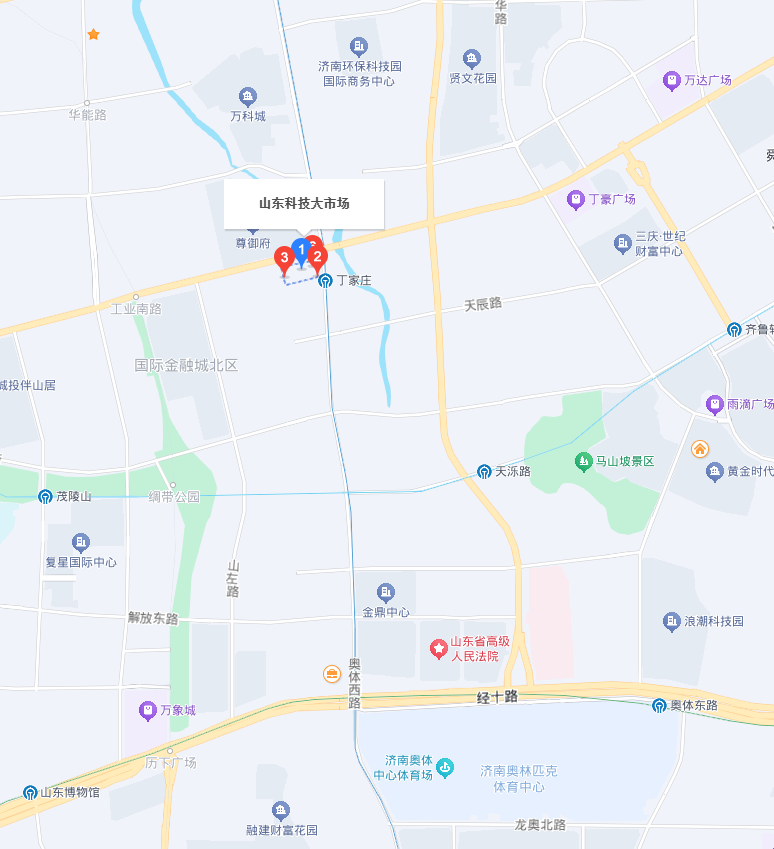 华路
济南环保科技园
国际商务中心
贤文花园
万达广场
万科城
华能路
山东科技大市场
丁豪广场
尊御府
三庆·世纪
财富中心
3
1
2
丁家庄
天辰路
工业南路
齐鲁软
国际金融城北区
城投伴山居
雨滴广场
马山坡景区
天泺路
黄金时代
茂陵山
绸带公园
复星国际中心
山左路
解放东路
金鼎中心
浪潮科技园
山东省高级
人民法院
奥体西路
经十路
奥体东路
万象城
历下广场
济南奥体
中心体育场
济南奥林匹克
体育中心
山东博物馆
融建财富花园
龙奥北路